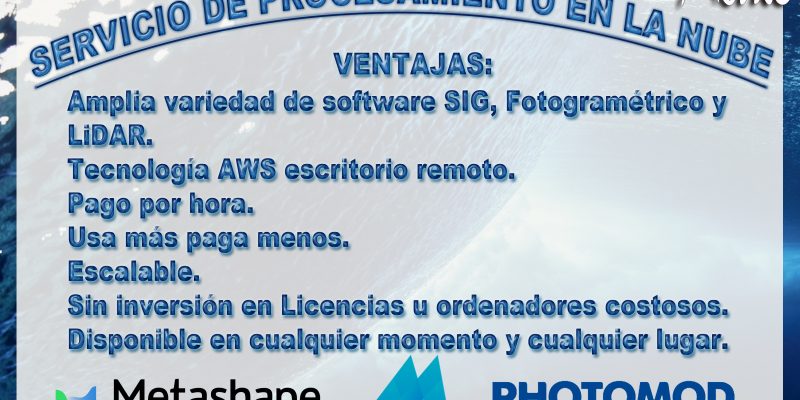 SERVICIO DE PROCESAMIENTO EN LA NUBE
VENTAJAS:
Amplia variedad de software SIG, Fotogramétrico y
LiDAR.
Tecnología AWS escritorio remoto.
Pago por hora.
Usa más paga menos.
Escalable.
Sin inversión en Licencias u ordenadores costosos.
Disponible en cualquier momento y cualquier lugar.
Metashape
PHOTOMOD